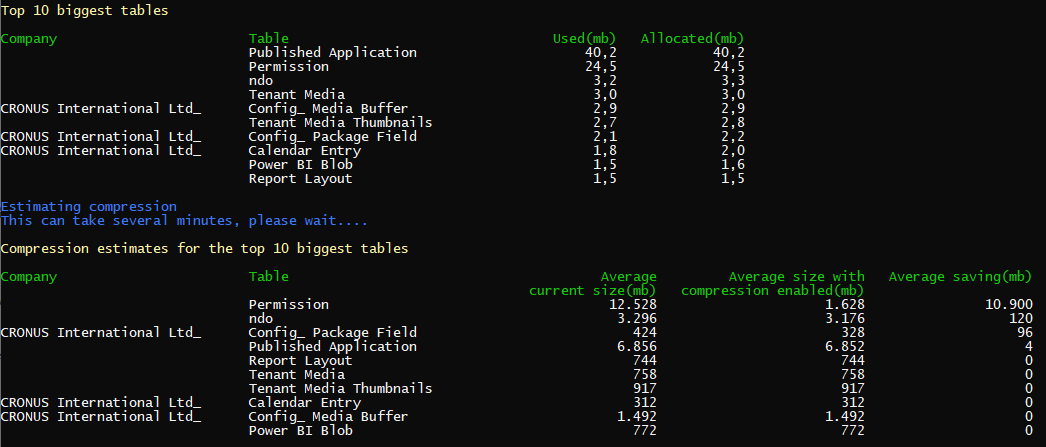 Top 10 biggest tables
Company Table Used(mb) Allocated(mb)
Published Application 40,2 40,2
Permission 24,5 24,5
ndo 3,2 3,3
Tenant Media 3,0 3,0
CRONUS International Ltd_ Config_ Media Buffer 2,9 2,9
Tenant Media Thumbnails 2,7 2,8
CRONUS International Ltd_ Config_ Package Field 2,1 2,2
CRONUS International Ltd_ Calendar Entry 1,8 2,0
Power BI Blob 1,5 1,6
Report Layout 1,5 1,5
Estimating compression
This can take several minutes, please wait....
Compression estimates for the top 10 biggest tables
Company Table Average Average size with Average saving(mb)
current size(mb) compression enabled(mb)
Permission 12.528 1.628 10.900
ndo 3.296 3.176 120
CRONUS International Ltd_ Config_ Package Field 424 328 96
Published Application 6.856 6.852 4
Report Layout 744 744 0
Tenant Media 758 758 0
Tenant Media Thumbnails 917 917 0
CRONUS International Ltd_ Calendar Entry 312 312 0
CRONUS International Ltd_ Config_ Media Buffer 1.492 1.492 0
Power BI Blob 772 772 0